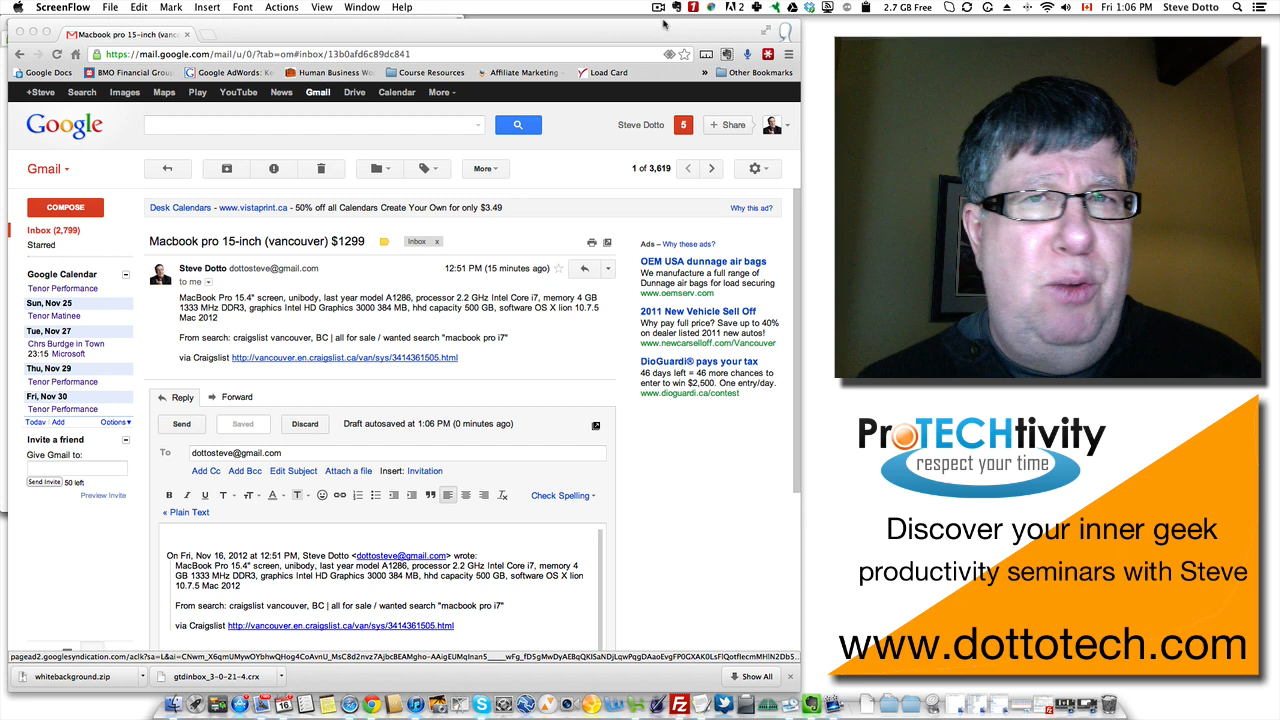 ScreenFlow File Edit Mark Insert Font Actions View Window Help
2 2.7 GB Free Fri 1:06 PM Steve Dotto
Macbook pro 15-inch (vanc
https://mail.google.com/mail/u/0/?tab=om#inbox/13b0afd6c89dc841
Google Docs BMO Financial Group Google AdWords: Ke Human Business Wo Course Resources Affiliate Marketing - Load Card » Other Bookmarks
+Steve Search Images Maps Play YouTube News Gmail Drive Calendar More
Google Steve Dotto 5 + Share
Gmail More 1 of 3,619
COMPOSE
Inbox (2,799)
Starred
Google Calendar
Tenor Performance
Sun, Nov 25
Tenor Matinee
Tue, Nov 27
Chrs Burdge in Town
23:15 Microsoft
Thu, Nov 29
Tenor Performance
Fri, Nov 30
Tenor Performance
Today Add Options▾
Invite a friend
Give Gmail to:
Send Invite 50 left
Preview Invite
Desk Calendars - www.vistaprint.ca - 50% off all Calendars Create Your Own for only $3.49 Why this ad?
Macbook pro 15-inch (vancouver) $1299 Inbox x
Steve Dotto dottosteve@gmail.com 12:51 PM (15 minutes ago)
to me
MacBook Pro 15.4" screen, unibody, last year model A1286, processor 2.2 GHz Intel Core i7, memory 4 GB
1333 MHz DDR3, graphics Intel HD Graphics 3000 384 MB, hhd capacity 500 GB, software OS X lion 10.7.5
Mac 2012
From search: craigslist vancouver, BC | all for sale / wanted search "macbook pro i7"
via Craigslist http://vancouver.en.craigslist.ca/van/sys/3414361505.html
Reply Forward
Send Saved Discard Draft autosaved at 1:06 PM (0 minutes ago)
To dottosteve@gmail.com
Add Cc Add Bcc Edit Subject Attach a file Insert: Invitation
B I U T T A T Check Spelling
« Plain Text
On Fri, Nov 16, 2012 at 12:51 PM, Steve Dotto <dottosteve@gmail.com> wrote:
MacBook Pro 15.4" screen, unibody, last year model A1286, processor 2.2 GHz Intel Core i7, memory 4
GB 1333 MHz DDR3, graphics Intel HD Graphics 3000 384 MB, hhd capacity 500 GB, software OS X lion
10.7.5 Mac 2012
From search: craigslist vancouver, BC | all for sale / wanted search "macbook pro i7"
via Craigslist http://vancouver.en.craigslist.ca/van/sys/3414361505.html
Ads – Why these ads?
OEM USA dunnage air bags
We manufacture a full range of
Dunnage air bags for load securing
www.oemserv.com
2011 New Vehicle Sell Off
Why pay full price? Save up to 40%
on dealer listed 2011 new autos!
www.newcarselloff.com/Vancouver
DioGuardi® pays your tax
46 days left = 46 more chances to
enter to win $2,500. One entry/day.
www.dioguardi.ca/contest
whitebackground.zip gtdinbox_3-0-21-4.crx Show All
16
ProTECHtivity
respect your time
Discover your inner geek
productivity seminars with Steve
www.dottotech.com